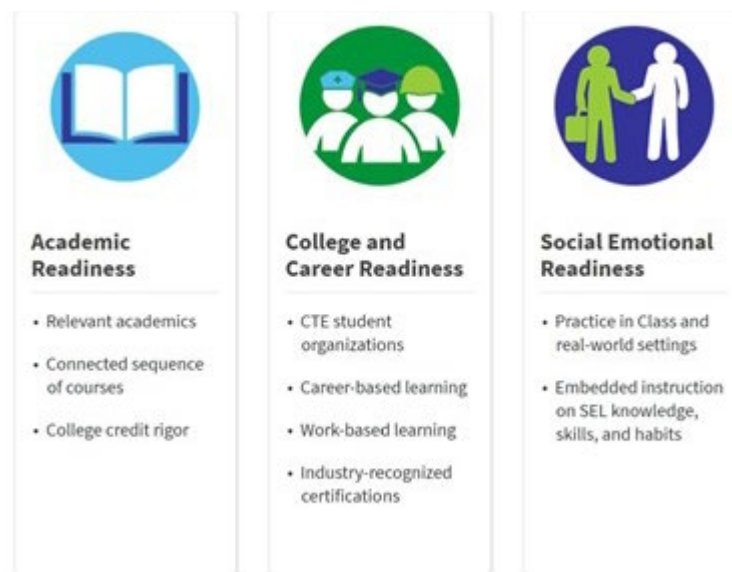 Academic
Readiness
• Relevant academics
• Connected sequence
of courses
• College credit rigor
College and
Career Readiness
• CTE student
organizations
• Career-based learning
• Work-based learning
• Industry-recognized
certifications
Social Emotional
Readiness
• Practice in Class and
real-world settings
• Embedded instruction
on SEL knowledge,
skills, and habits